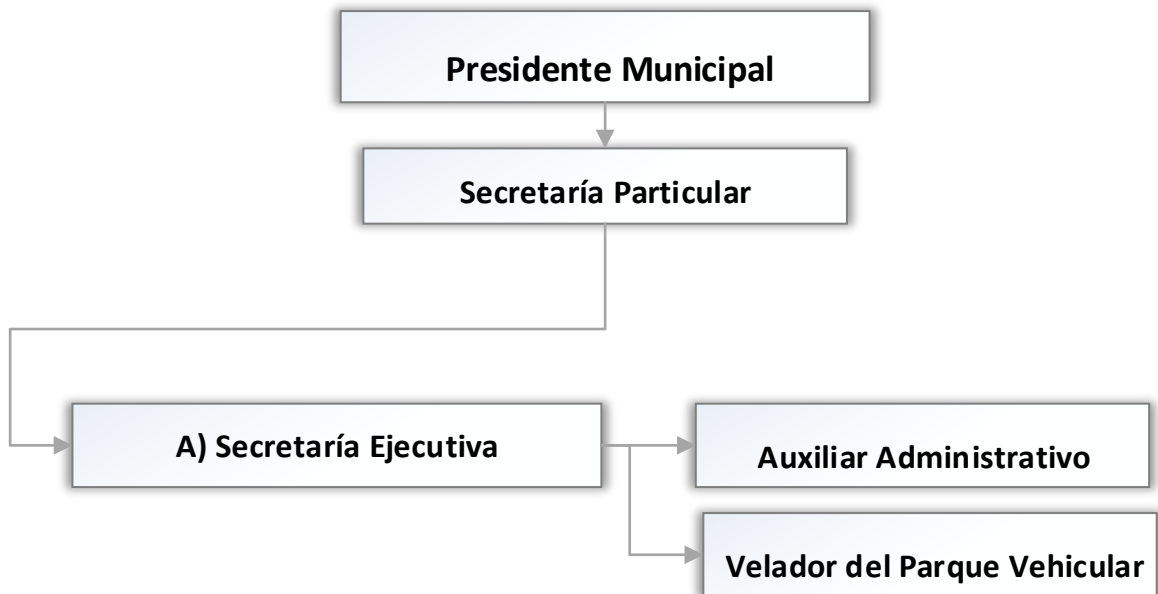 Presidente Municipal
Secretaría Particular
A) Secretaría Ejecutiva
Auxiliar Administrativo
Velador del Parque Vehicular